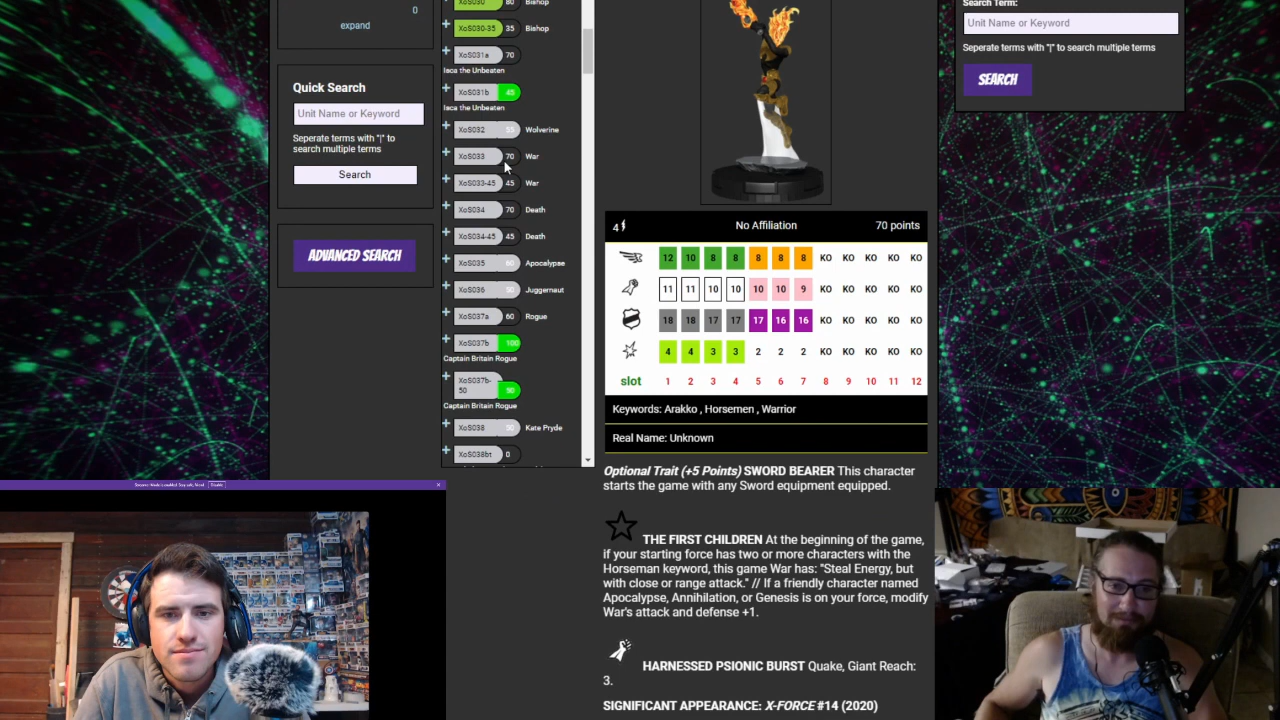 0
expand
Quick Search
Unit Name or Keyword
Seperate terms with "|" to
search multiple terms
Search
ADVANCED SEARCH
XoS030 80 Bishop
XoS030-35 35 Bishop
XoS031a 70
Isca the Unbeaten
XoS031b 45
Isca the Unbeaten
XoS032 55 Wolverine
XoS033 70 War
XoS033-45 45 War
XoS034 70 Death
XoS034-45 45 Death
XoS035 60 Apocalypse
XoS036 Juggernaut
XoS037a 60 Rogue
XoS037b 100
Captain Britain Rogue
XoS037b-
50
Captain Britain Rogue
XoS038 Kate Pryde
XoS038bt 0
4 No Affiliation 70 points
12 10 8 8 8 8 8 KO KO KO KO KO
11 11 10 10 10 10 9 KO KO KO KO KO
18 18 17 17 17 16 16 KO KO KO KO KO
4 4 3 3 2 2 2 KO KO KO KO KO
slot 1 2 3 4 5 6 7 8 9 10 11 12
Keywords: Arakko , Horsemen , Warrior
Real Name: Unknown
Optional Trait (+5 Points) SWORD BEARER This character
starts the game with any Sword equipment equipped.
THE FIRST CHILDREN At the beginning of the game,
if your starting force has two or more characters with the
Horseman keyword, this game War has: "Steal Energy, but
with close or range attack." // If a friendly character named
Apocalypse, Annihilation, or Genesis is on your force, modify
War's attack and defense +1.
HARNESSED PSIONIC BURST Quake, Giant Reach:
3.
SIGNIFICANT APPEARANCE: X-FORCE #14 (2020)
Search Term:
Unit Name or Keyword
Seperate terms with "|" to search multiple terms
SEARCH